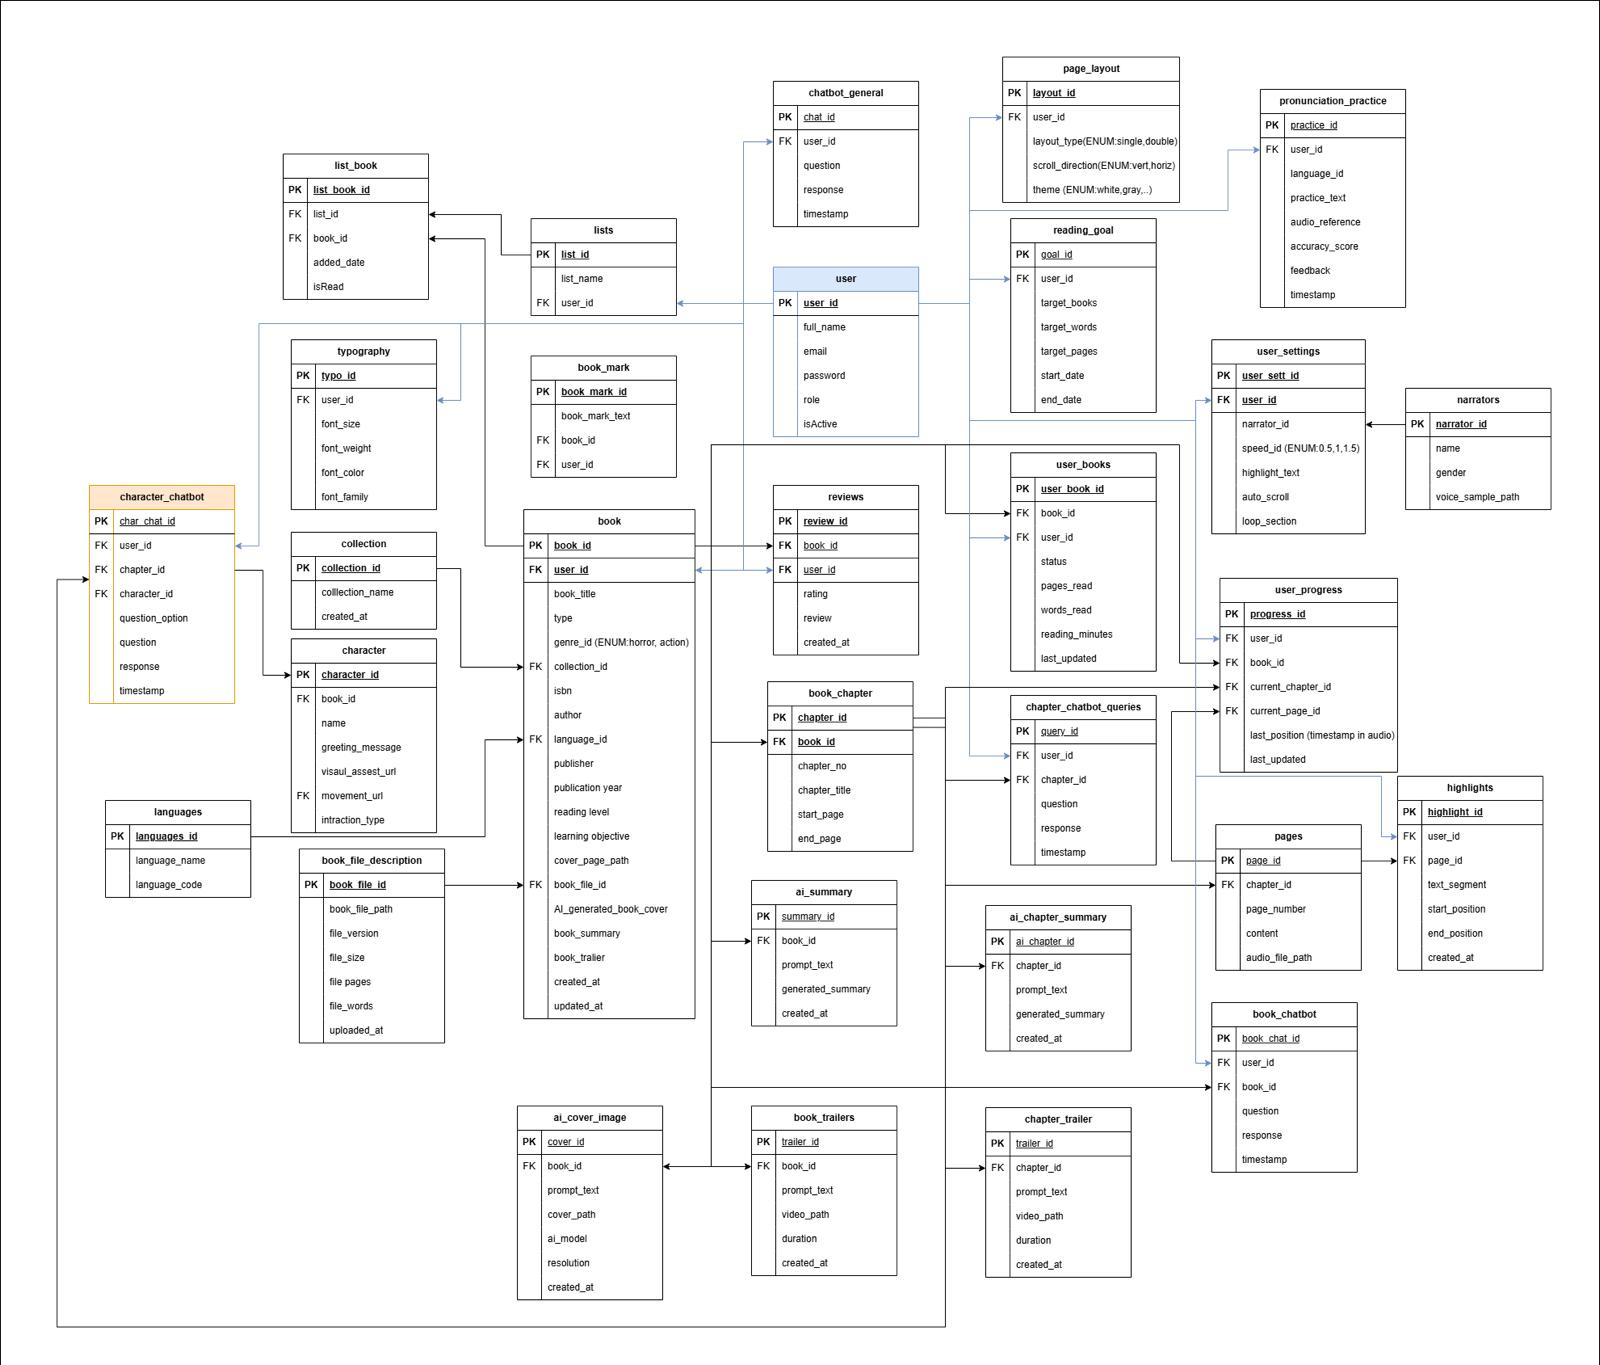 page_layout
PK layout_id
FK user_id
layout_type(ENUM:single,double)
scroll_direction(ENUM:vert,horiz)
theme (ENUM:white,gray,..)
chatbot_general
PK chat_id
FK user_id
question
response
timestamp
pronunciation_practice
PK practice_id
FK user_id
language_id
practice_text
audio_reference
accuracy_score
feedback
timestamp
list_book
PK list_book_id
FK list_id
FK book_id
added_date
isRead
lists
PK list_id
list_name
FK user_id
reading_goal
PK goal_id
FK user_id
target_books
target_words
target_pages
start_date
end_date
user
PK user_id
full_name
email
password
role
isActive
typography
PK typo_id
FK user_id
font_size
font_weight
font_color
font_family
book_mark
PK book_mark_id
book_mark_text
FK book_id
FK user_id
user_settings
PK user_sett_id
FK user_id
narrator_id
speed_id (ENUM:0.5,1,1.5)
highlight_text
auto_scroll
loop_section
narrators
PK narrator_id
name
gender
voice_sample_path
user_books
PK user_book_id
FK book_id
FK user_id
status
pages_read
words_read
reading_minutes
last_updated
character_chatbot
PK char_chat_id
FK user_id
FK chapter_id
FK character_id
question_option
question
response
timestamp
reviews
PK review_id
FK book_id
FK user_id
rating
review
created_at
book
PK book_id
FK user_id
book_title
type
genre_id (ENUM:horror, action)
FK collection_id
isbn
author
FK language_id
publisher
publication year
reading level
learning objective
cover_page_path
FK book_file_id
AI_generated_book_cover
book_summary
book_tralier
created_at
updated_at
collection
PK collection_id
colllection_name
created_at
user_progress
PK progress_id
FK user_id
FK book_id
FK current_chapter_id
FK current_page_id
last_position (timestamp in audio)
last_updated
character
PK character_id
FK book_id
name
greeting_message
visaul_assest_url
FK movement_url
intraction_type
book_chapter
PK chapter_id
FK book_id
chapter_no
chapter_title
start_page
end_page
chapter_chatbot_queries
PK query_id
FK user_id
FK chapter_id
question
response
timestamp
highlights
PK highlight_id
FK user_id
FK page_id
text_segment
start_position
end_position
created_at
languages
PK languages_id
language_name
language_code
pages
PK page_id
FK chapter_id
page_number
content
audio_file_path
book_file_description
PK book_file_id
book_file_path
file_version
file_size
file pages
file_words
uploaded_at
ai_summary
PK summary_id
FK book_id
prompt_text
generated_summary
created_at
ai_chapter_summary
PK ai_chapter_id
FK chapter_id
prompt_text
generated_summary
created_at
book_chatbot
PK book_chat_id
FK user_id
FK book_id
question
response
timestamp
ai_cover_image
PK cover_id
FK book_id
prompt_text
cover_path
ai_model
resolution
created_at
book_trailers
PK trailer_id
FK book_id
prompt_text
video_path
duration
created_at
chapter_trailer
PK trailer_id
FK chapter_id
prompt_text
video_path
duration
created_at